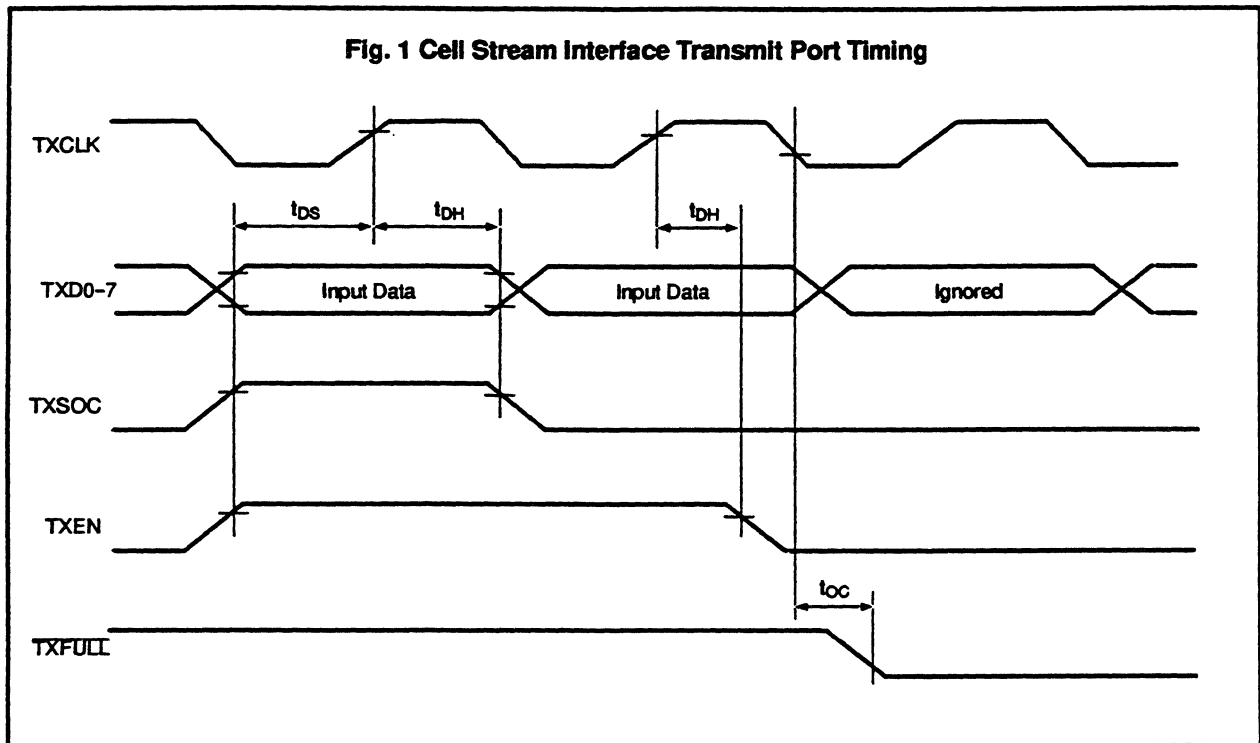 Fig. 1 Cell Stream Interface Transmit Port Timing
TXCLK
tDS
tDH
tDH
TXD0–7
Input Data
Input Data
Ignored
TXSOC
TXEN
tOC
TXFULL